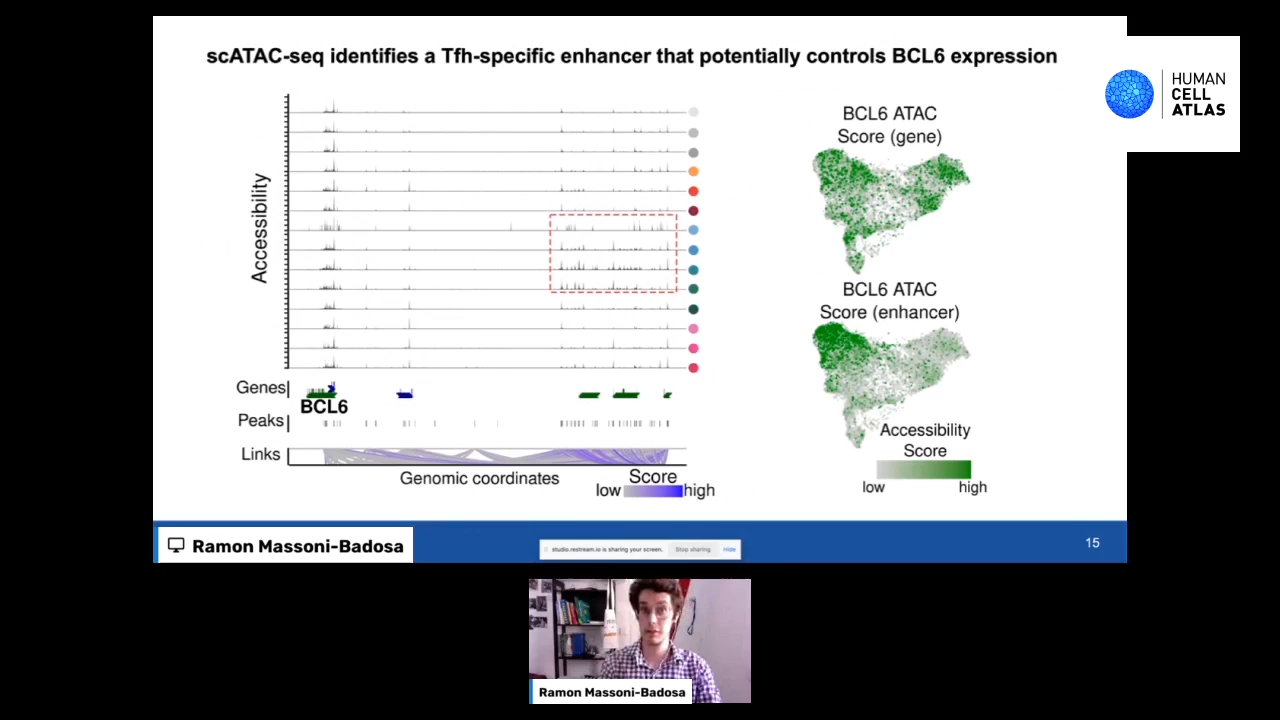 scATAC-seq identifies a Tfh-specific enhancer that potentially controls BCL6 expression
HUMAN
CELL
ATLAS
Accessibility
Genes
BCL6
Peaks
Links
Genomic coordinates
Score
low
high
BCL6 ATAC
Score (gene)
BCL6 ATAC
Score (enhancer)
Accessibility
Score
low
high
Ramon Massoni-Badosa
studio.restream.io is sharing your screen.
Stop sharing
Hide
15
Ramon Massoni-Badosa